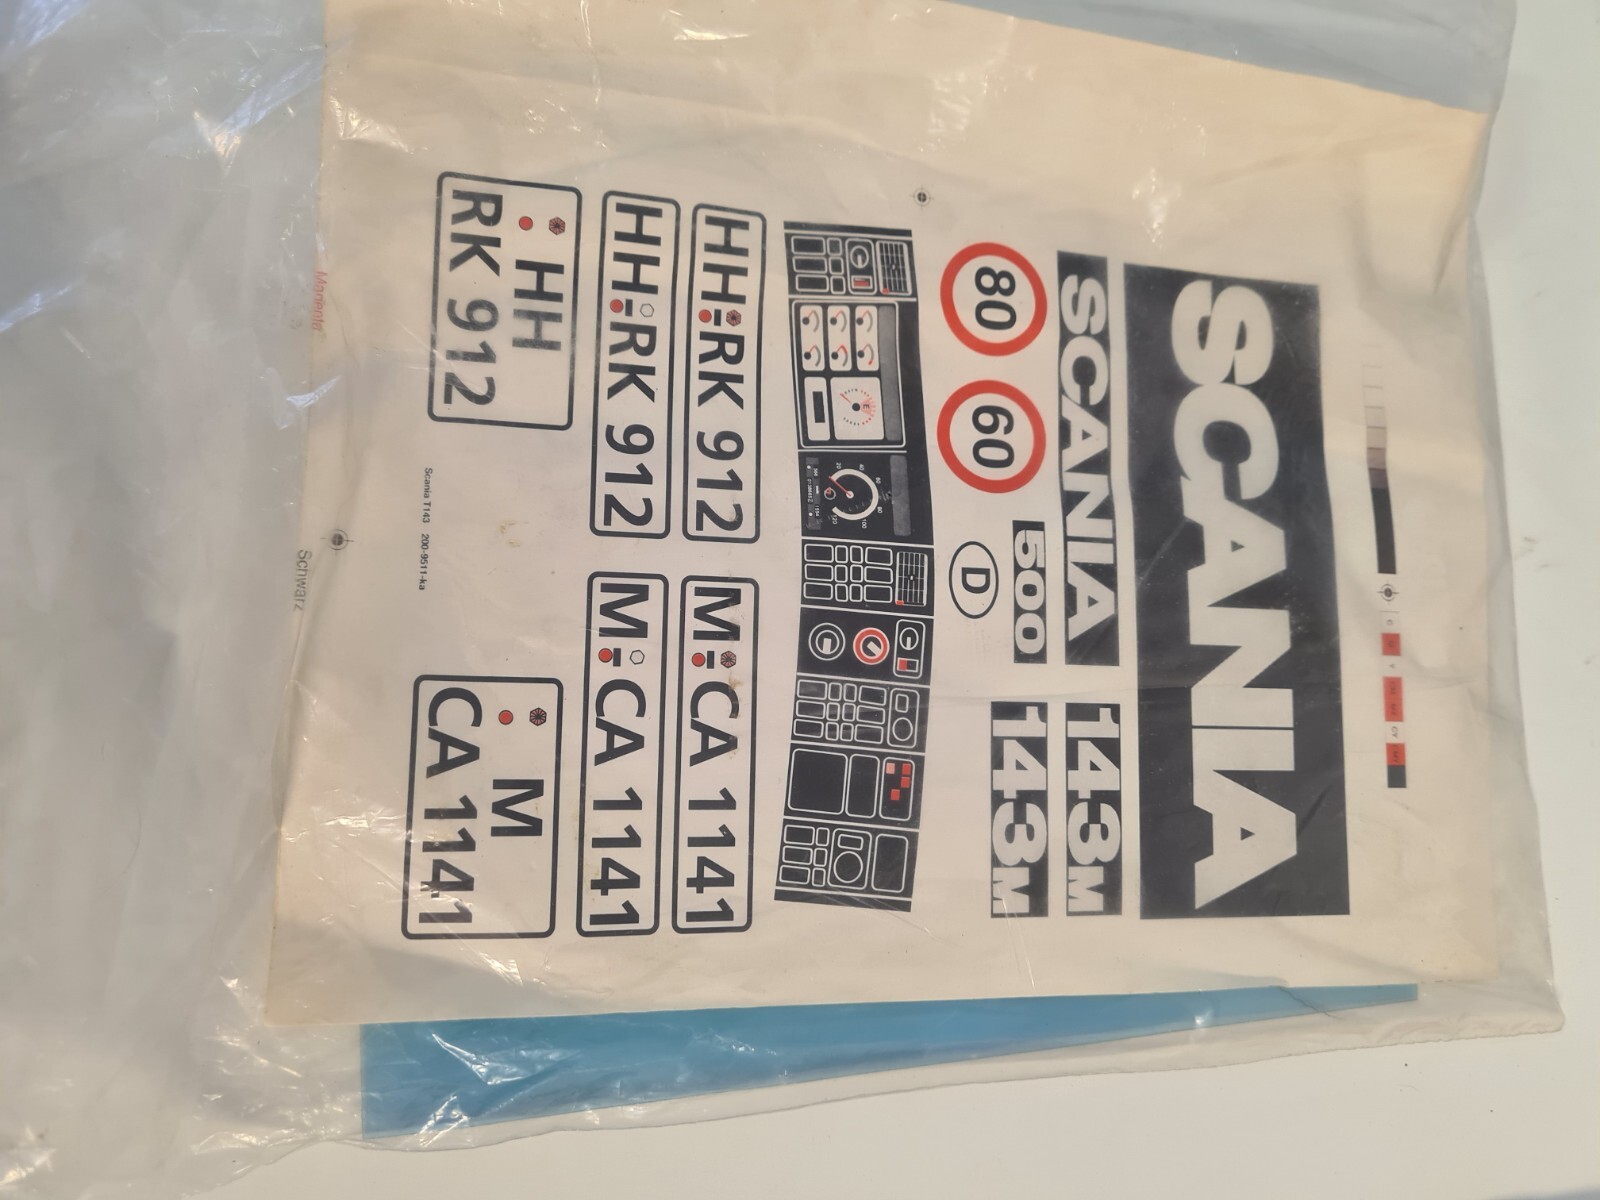 SCANIA
SCANIA
143M
500
143M
80
60
D
HH-RK 912
M-CA 1141
HH-RK 912
M-CA 1141
HH
RK 912
M
CA 1141
Scania T143 200-9511-ka
Magenta
Schwarz